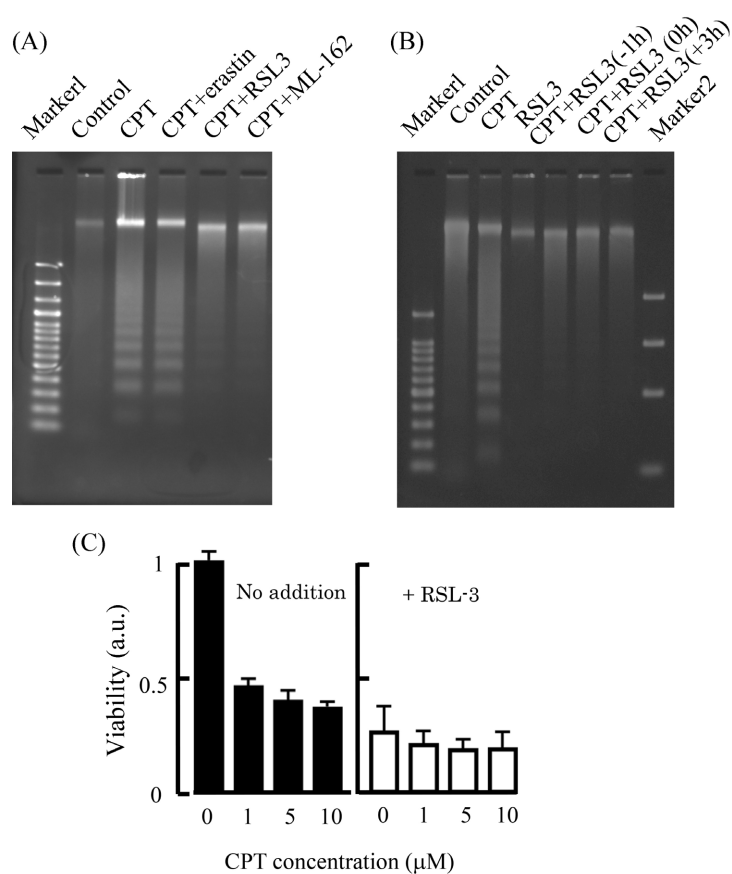 (A)
Marker1
Control
CPT
CPT+erastin
CPT+RSL3
CPT+ML-162
(B)
Marker1
Control
CPT
RSL3
CPT+RSL3(-1h)
CPT+RSL3 (0h)
CPT+RSL3(+3h)
Marker2
(C)
Viability (a.u.)
1
0.5
0
No addition
+ RSL-3
0 1 5 10 0 1 5 10
CPT concentration (μM)